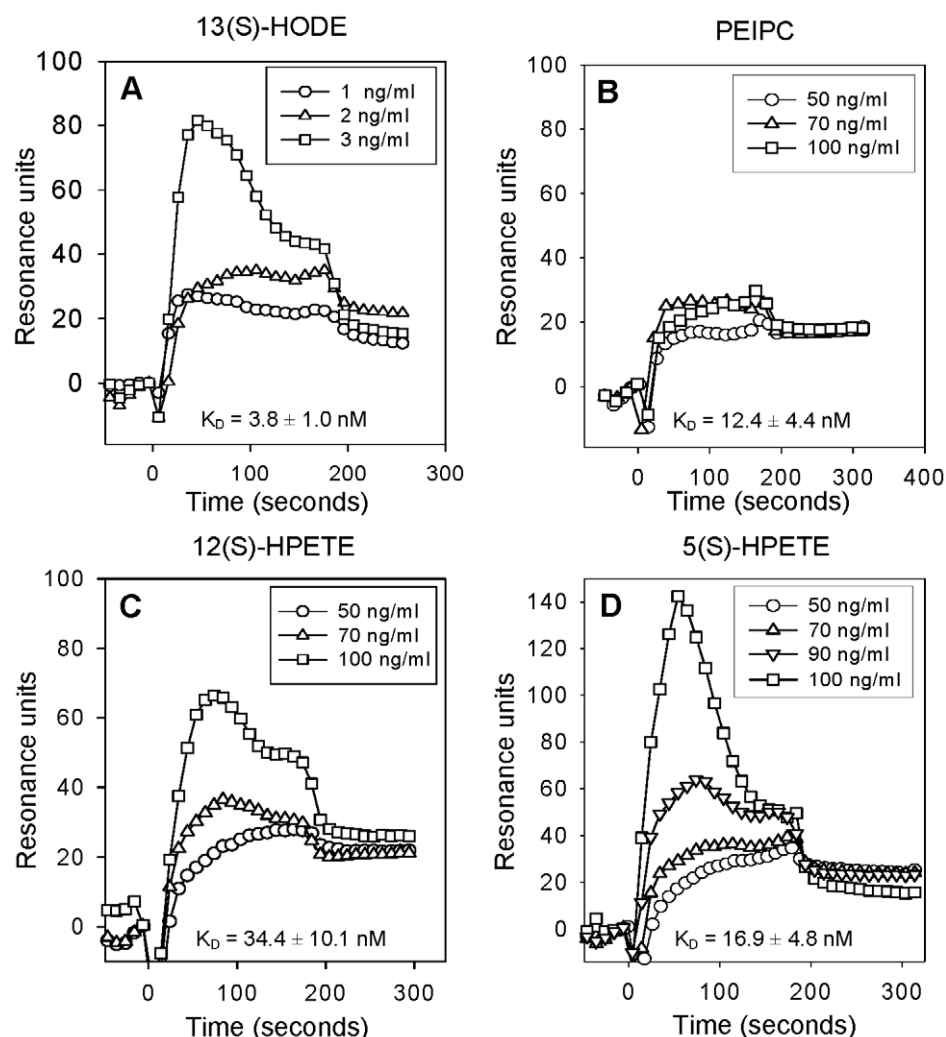 13(S)-HODE
A
1 ng/ml
2 ng/ml
3 ng/ml
Resonance units
100
80
60
40
20
0
K_D = 3.8 ± 1.0 nM
0 100 200 300
Time (seconds)
PEIPC
B
50 ng/ml
70 ng/ml
100 ng/ml
Resonance units
100
80
60
40
20
0
K_D = 12.4 ± 4.4 nM
0 100 200 300 400
Time (seconds)
12(S)-HPETE
C
50 ng/ml
70 ng/ml
100 ng/ml
Resonance units
100
80
60
40
20
0
K_D = 34.4 ± 10.1 nM
0 100 200 300
Time (seconds)
5(S)-HPETE
D
50 ng/ml
70 ng/ml
90 ng/ml
100 ng/ml
Resonance units
140
120
100
80
60
40
20
0
K_D = 16.9 ± 4.8 nM
0 100 200 300
Time (seconds)